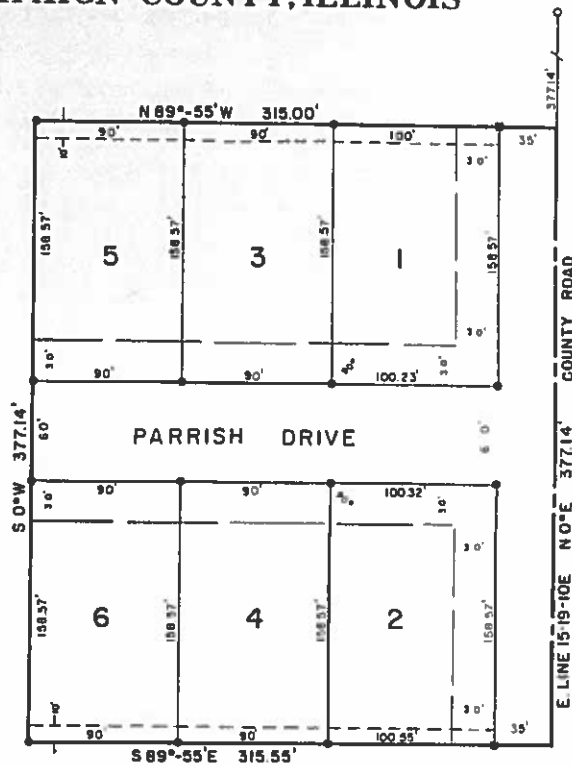 COUNTY, ILLINOIS
377.14'
N 89°-55'W 315.00'
90' 90' 100' 35'
10' 30'
158.57' 158.57' 158.57' 158.57'
5 3 1
30' 30' 30'
90' 90' 100.23'
COUNTY ROAD
S 0°W 377.14'
60' PARRISH DRIVE 60'
90' 90' 100.32'
30' 30' 30'
158.57' 158.57' 158.57' 158.57'
6 4 2
E. LINE 15-19-10E N 0°E 377.14'
10' 30' 35'
90 90' 100.55'
S 89°-55'E 315.55'